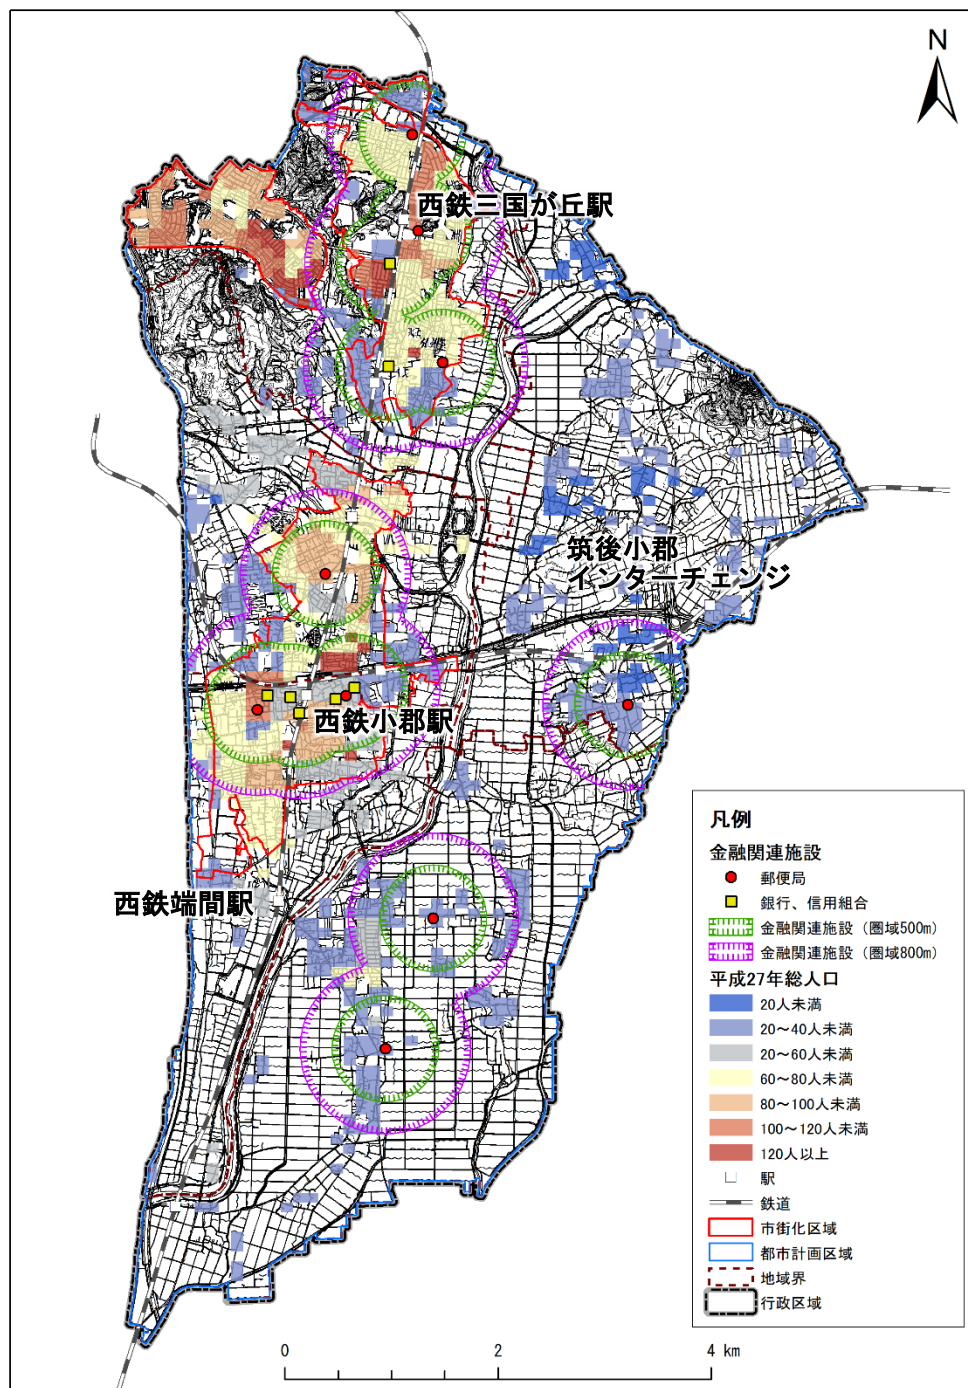 N
西鉄三国が丘駅
筑後小郡
インターチェンジ
西鉄小郡駅
西鉄端間駅
凡例
金融関連施設
郵便局
銀行、信用組合
金融関連施設（圏域500m）
金融関連施設（圏域800m）
平成27年総人口
20人未満
20～40人未満
20～60人未満
60～80人未満
80～100人未満
100～120人未満
120人以上
駅
鉄道
市街化区域
都市計画区域
地域界
行政区域
0 2 4 km